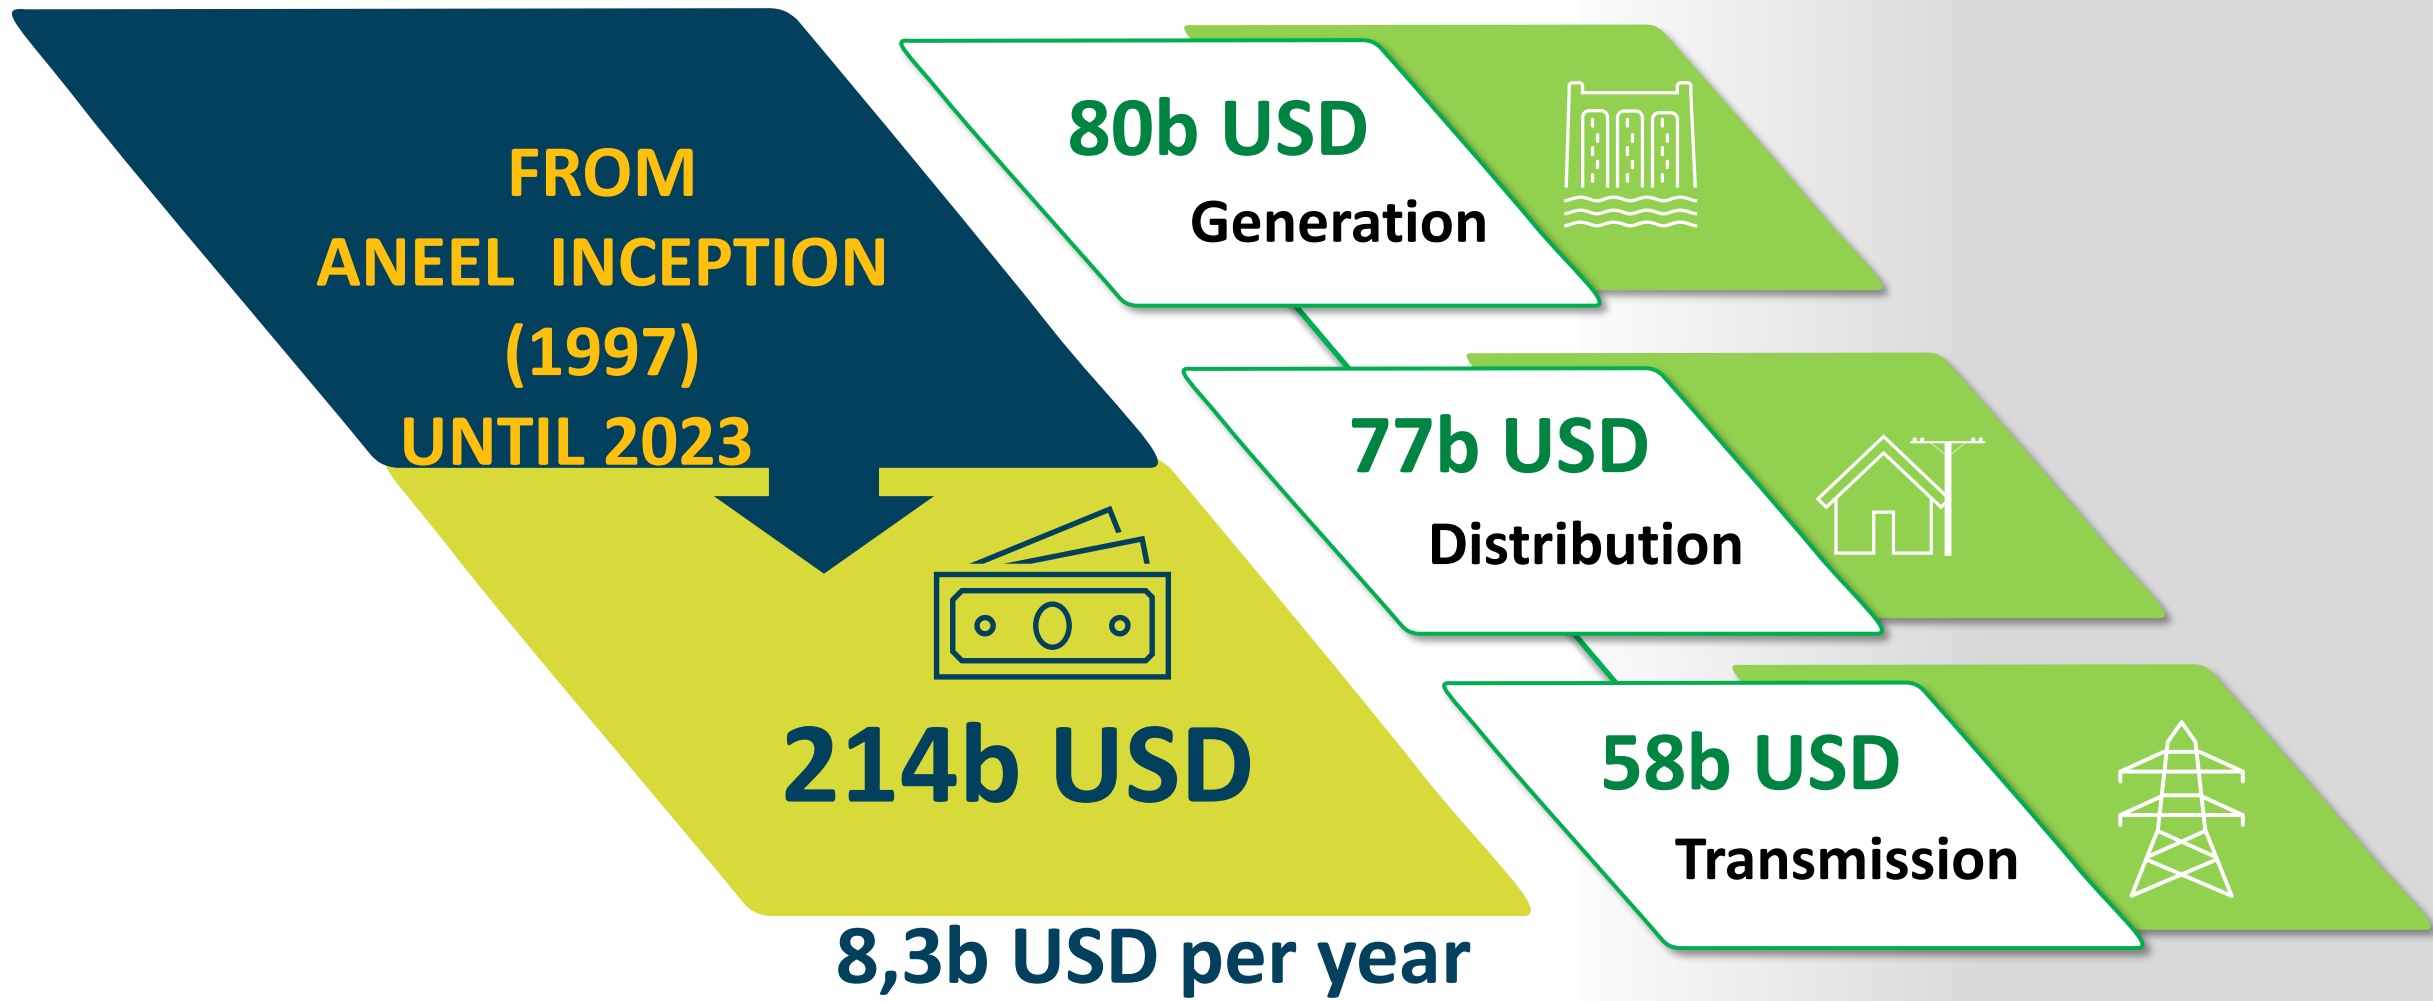 FROM
ANEEL INCEPTION
(1997)
UNTIL 2023
214b USD
8,3b USD per year
80b USD
Generation
77b USD
Distribution
58b USD
Transmission